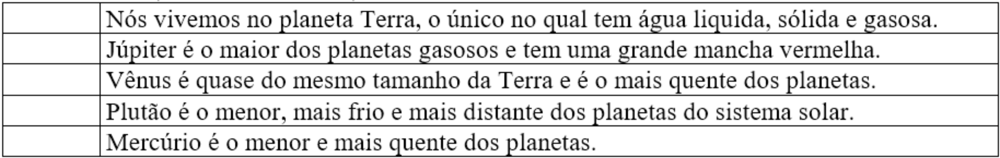 Nós vivemos no planeta Terra, o único no qual tem água liquida, sólida e gasosa.
Júpiter é o maior dos planetas gasosos e tem uma grande mancha vermelha.
Vênus é quase do mesmo tamanho da Terra e é o mais quente dos planetas.
Plutão é o menor, mais frio e mais distante dos planetas do sistema solar.
Mercúrio é o menor e mais quente dos planetas.